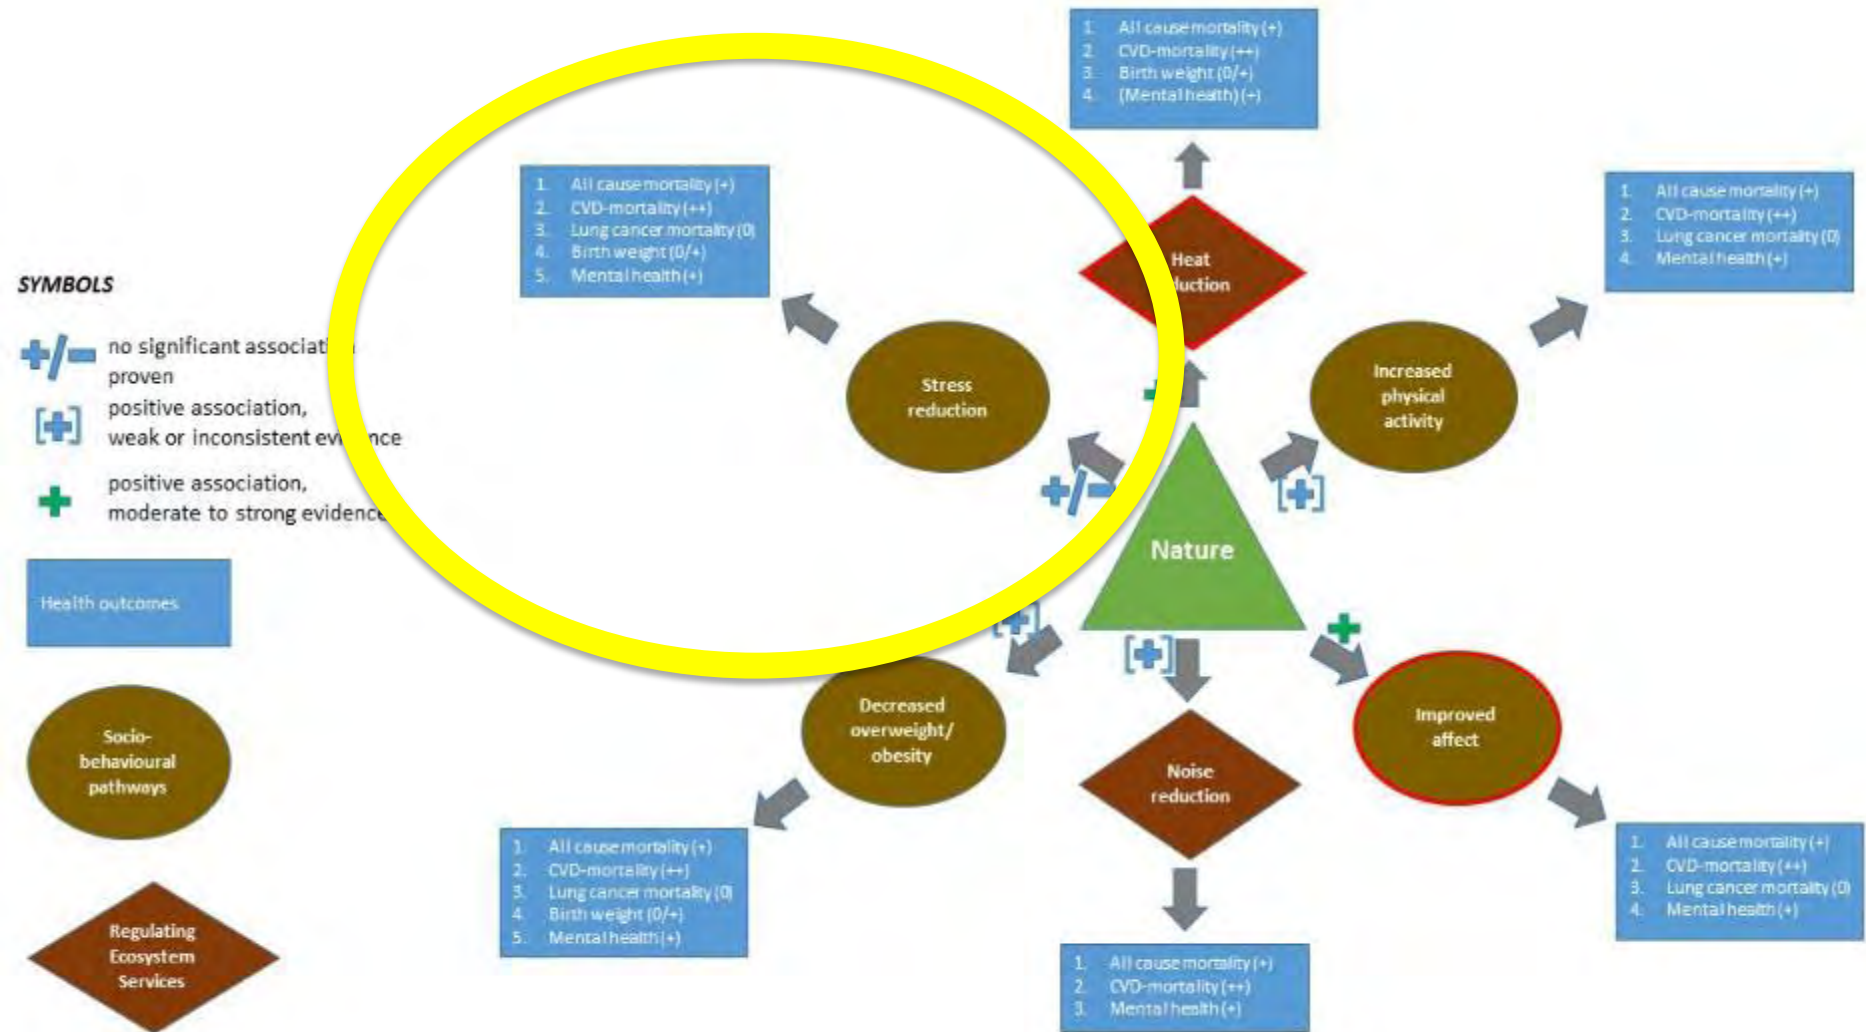 SYMBOLS
+/- no significant associati
proven
[+] positive association,
weak or inconsistent evidence
+ positive association,
moderate to strong evidence
Health outcomes
Socio-
behavioural
pathways
Regulating
Ecosystem
Services
1. All cause mortality (+)
2. CVD-mortality (++)
3. Lung cancer mortality (0)
4. Birth weight (0/+)
5. Mental health (+)
Stress
reduction
+/-
1. All cause mortality (+)
2. CVD-mortality (++)
3. Birth weight (0/+)
4. (Mental health) (+)
Heat
duction
+
1. All cause mortality (+)
2. CVD-mortality (++)
3. Lung cancer mortality (0)
4. Mental health (+)
Increased
physical
activity
[+]
Nature
[+]
Decreased
overweight/
obesity
1. All cause mortality (+)
2. CVD-mortality (++)
3. Lung cancer mortality (0)
4. Birth weight (0/+)
5. Mental health (+)
[+]
Noise
reduction
1. All cause mortality (+)
2. CVD-mortality (++)
3. Mental health (+)
+
Improved
affect
1. All cause mortality (+)
2. CVD-mortality (++)
3. Lung cancer mortality (0)
4. Mental health (+)